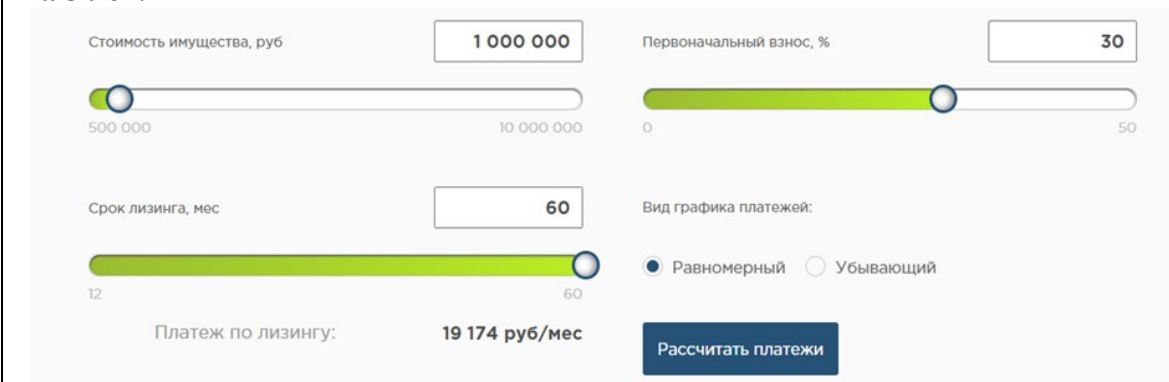 Стоимость имущества, руб 1 000 000
500 000 10 000 000
Первоначальный взнос, % 30
0 50
Срок лизинга, мес 60
12 60
Платеж по лизингу: 19 174 руб/мес
Вид графика платежей:
Равномерный Убывающий
Рассчитать платежи